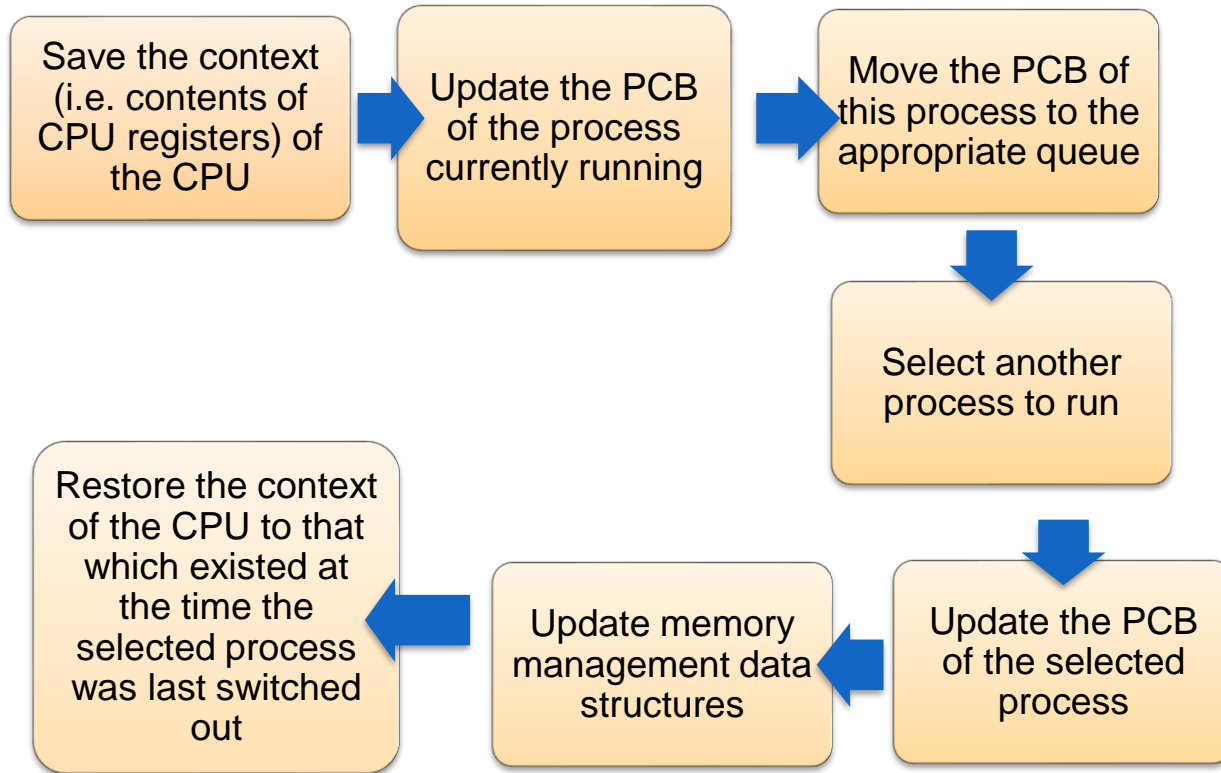 Save the context
(i.e. contents of
CPU registers) of
the CPU
Update the PCB
of the process
currently running
Move the PCB of
this process to the
appropriate queue
Select another
process to run
Update the PCB
of the selected
process
Update memory
management data
structures
Restore the context
of the CPU to that
which existed at
the time the
selected process
was last switched
out